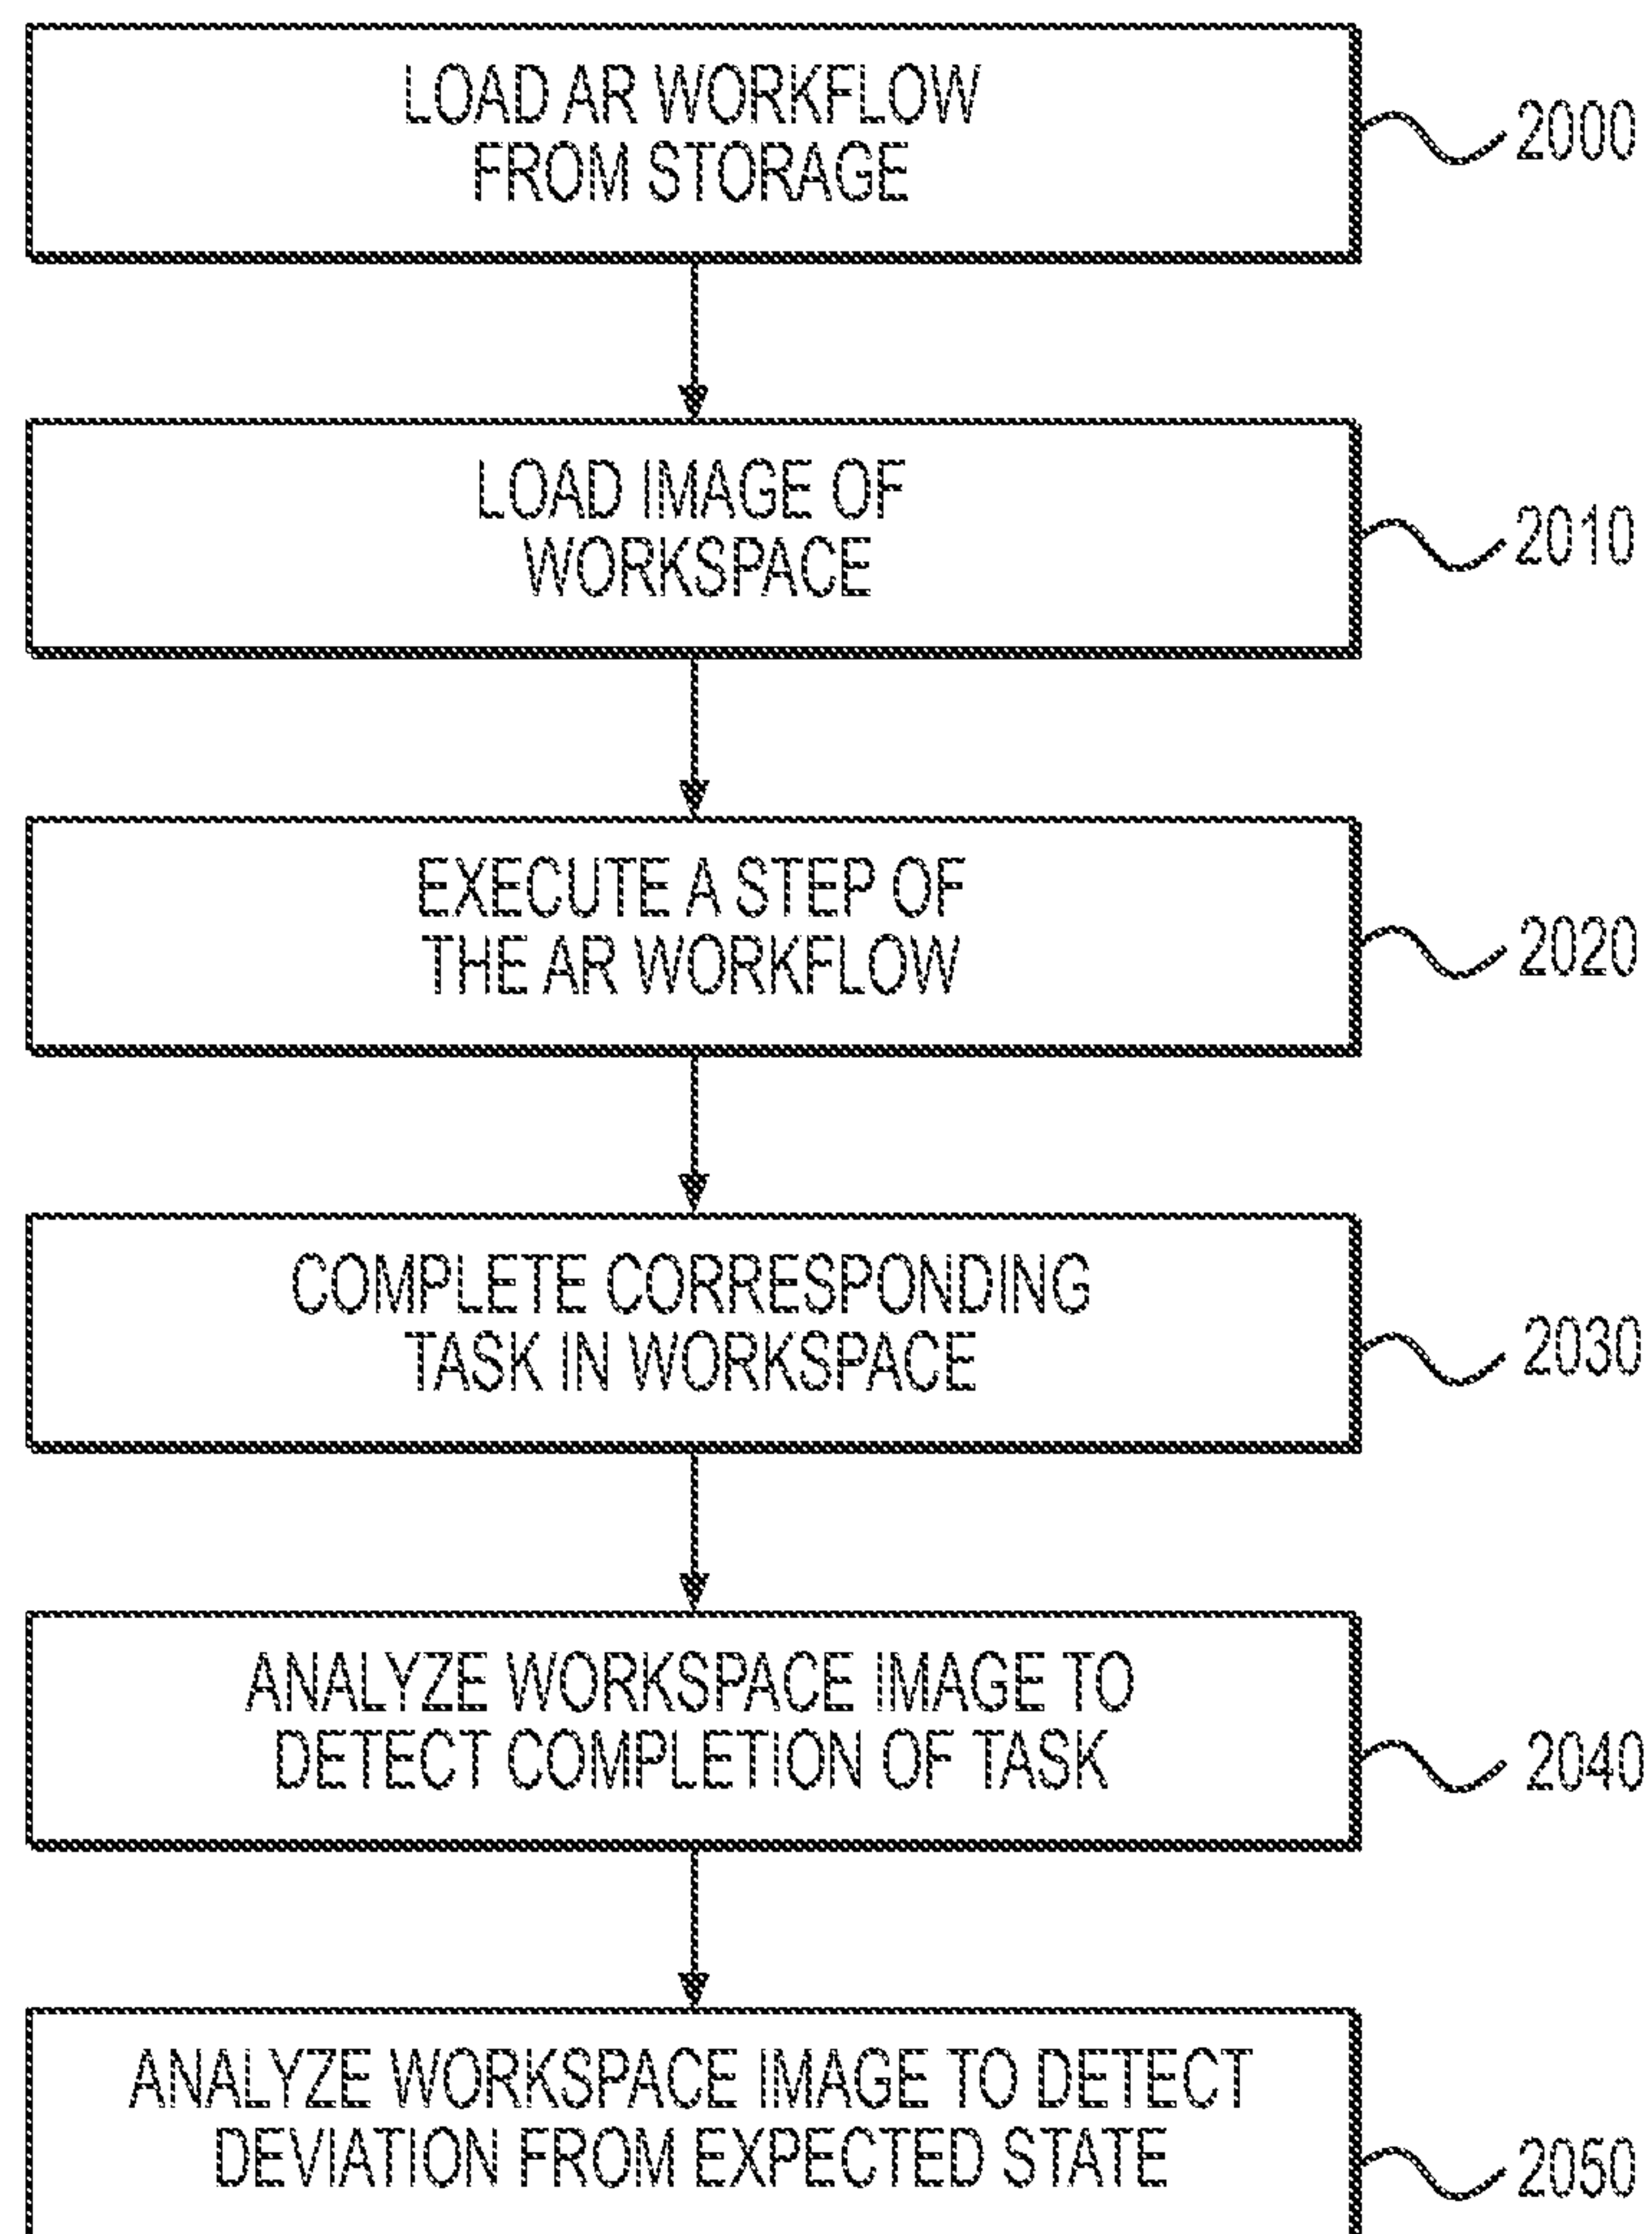 LOAD AR WORKFLOW
FROM STORAGE
2000
LOAD IMAGE OF
WORKSPACE
2010
EXECUTE A STEP OF
THE AR WORKFLOW
2020
COMPLETE CORRESPONDING
TASK IN WORKSPACE
2030
ANALYZE WORKSPACE IMAGE TO
DETECT COMPLETION OF TASK
2040
ANALYZE WORKSPACE IMAGE TO DETECT
DEVIATION FROM EXPECTED STATE
2050